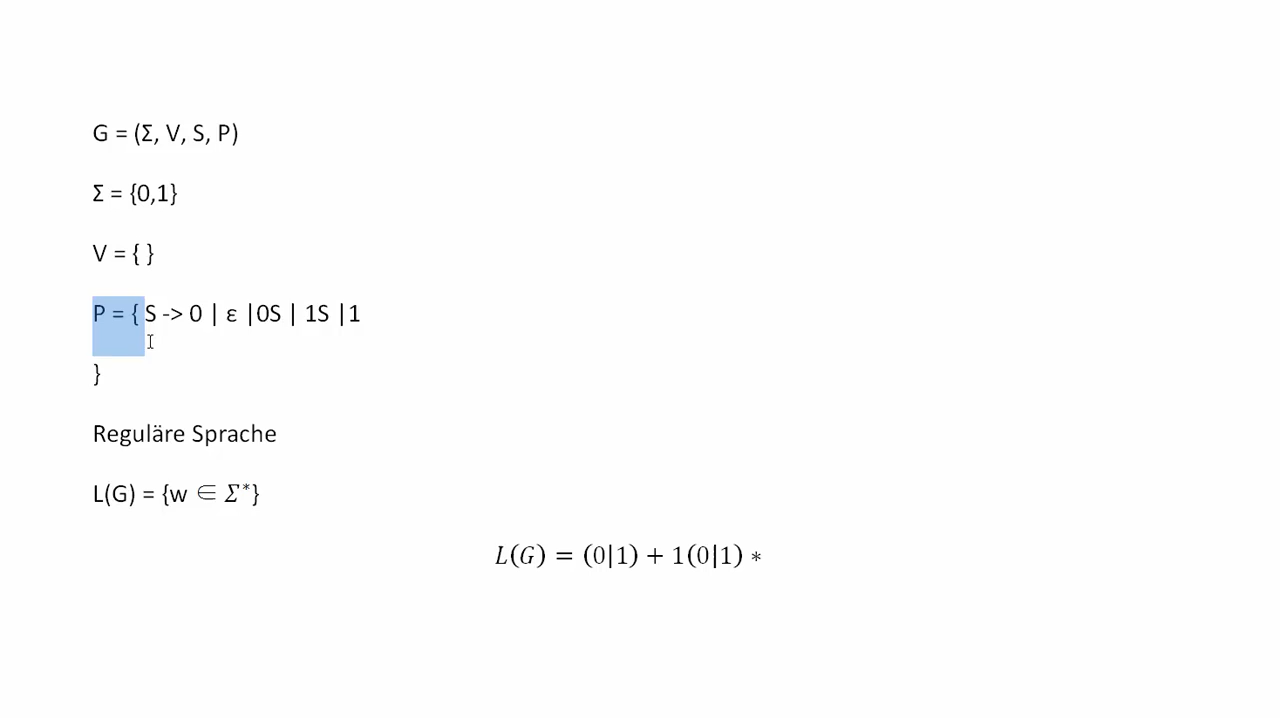 G = (Σ, V, S, P)
Σ = {0,1}
V = { }
P = { S -> 0 | ε |0S | 1S |1
}
Reguläre Sprache
L(G) = {w ∈ Σ*}
L(G) = (0|1) + 1(0|1) ∗